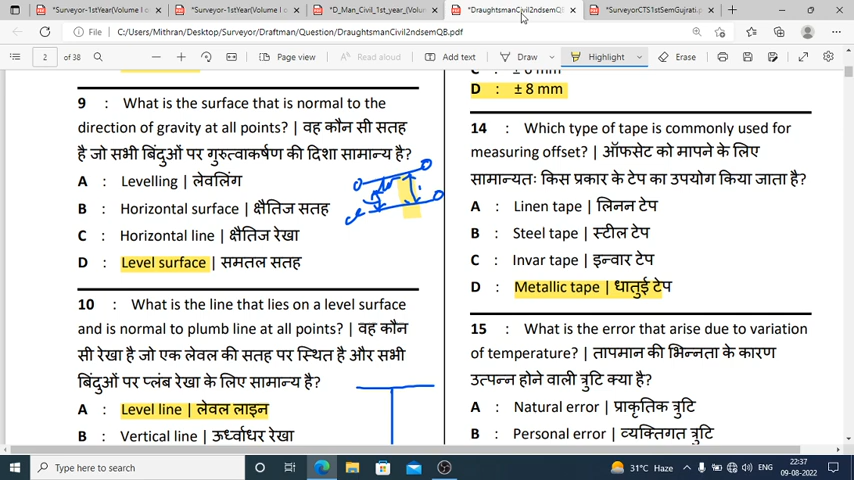 *Surveyor-1stYear(Volume I o
*Surveyor-1stYear(Volume I of
*D_Man_Civil_1st_year_(Volum
*DraughtsmanCivil2ndsemQB
*SurveyorCTS1stSemGujrati.p
File
C:/Users/Mithran/Desktop/Surveyor/Draftman/Question/DraughtsmanCivil2ndsemQB.pdf
2 of 38
Page view
Read aloud
Add text
Draw
Highlight
Erase
9 : What is the surface that is normal to the
direction of gravity at all points? | वह कौन सी सतह
है जो सभी बिंदुओं पर गुरुत्वाकर्षण की दिशा सामान्य है?
A : Levelling | लेवलिंग
B : Horizontal surface | क्षैतिज सतह
C : Horizontal line | क्षैतिज रेखा
D : Level surface | समतल सतह
10 : What is the line that lies on a level surface
and is normal to plumb line at all points? | वह कौन
सी रेखा है जो एक लेवल की सतह पर स्थित है और सभी
बिंदुओं पर प्लंब रेखा के लिए सामान्य है?
A : Level line | लेवल लाइन
B : Vertical line | ऊर्ध्वाधर रेखा
C : ± 6 mm
D : ± 8 mm
14 : Which type of tape is commonly used for
measuring offset? | ऑफसेट को मापने के लिए
सामान्यतः किस प्रकार के टेप का उपयोग किया जाता है?
A : Linen tape | लिनन टेप
B : Steel tape | स्टील टेप
C : Invar tape | इन्वार टेप
D : Metallic tape | धातुई टेप
15 : What is the error that arise due to variation
of temperature? | तापमान की भिन्नता के कारण
उत्पन्न होने वाली त्रुटि क्या है?
A : Natural error | प्राकृतिक त्रुटि
B : Personal error | व्यक्तिगत त्रुटि
Type here to search
31°C Haze
ENG
22:37
09-08-2022